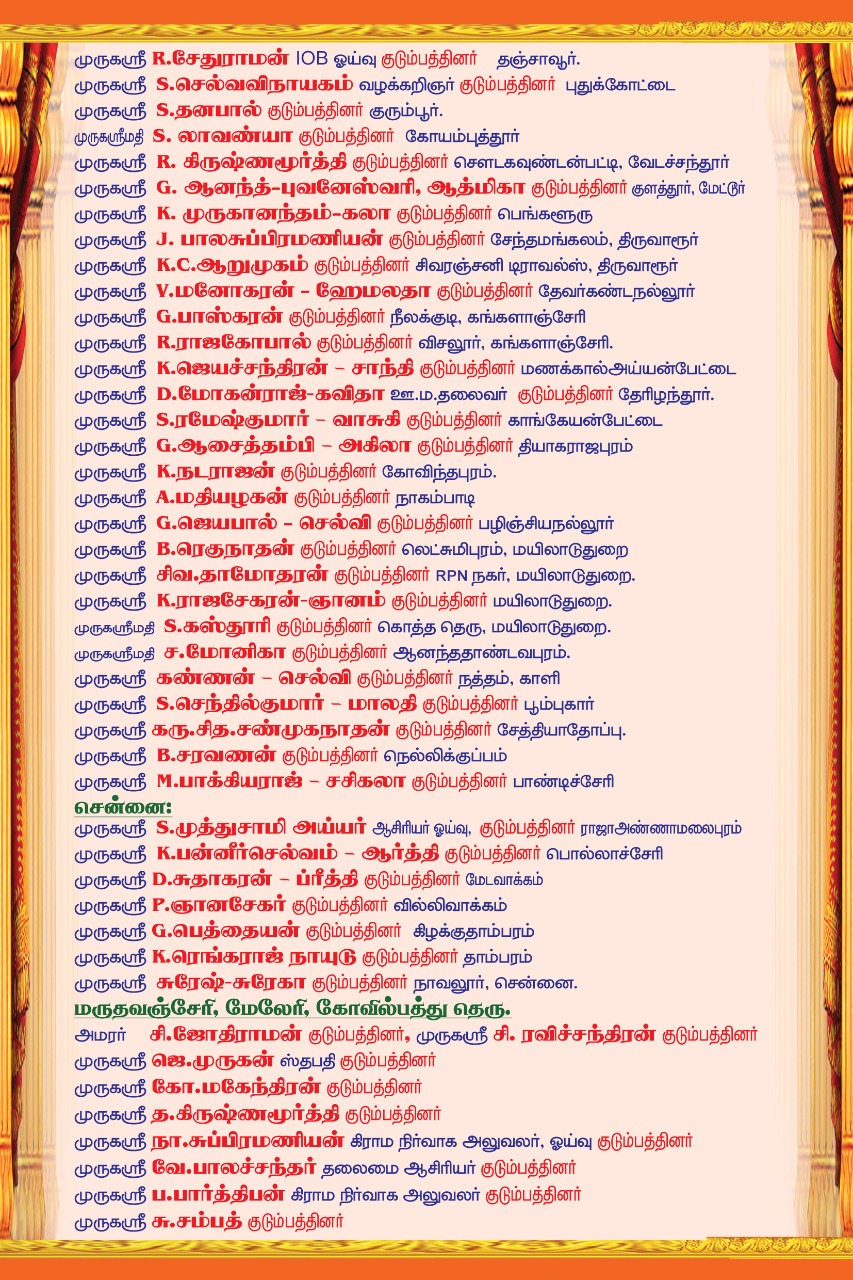 முருகஸ்ரீ R.சேதுராமன் IOB ஓய்வு குடும்பத்தினர் தஞ்சாவூர்.
முருகஸ்ரீ S.செல்வவிநாயகம் வழக்கறிஞர் குடும்பத்தினர் புதுக்கோட்டை
முருகஸ்ரீ S.தனபால் குடும்பத்தினர் குரும்பூர்.
முருகஸ்ரீமதி S. லாவண்யா குடும்பத்தினர் கோயம்புத்தூர்
முருகஸ்ரீ R. கிருஷ்ணமூர்த்தி குடும்பத்தினர் சௌடகவுண்டன்பட்டி, வேடச்சந்தூர்
முருகஸ்ரீ G. ஆனந்த்-புவனேஸ்வரி, ஆத்மிகா குடும்பத்தினர் குளத்தூர், மேட்டூர்
முருகஸ்ரீ K. முருகானந்தம்-கலா குடும்பத்தினர் பெங்களூரு
முருகஸ்ரீ J. பாலசுப்பிரமணியன் குடும்பத்தினர் சேந்தமங்கலம், திருவாரூர்
முருகஸ்ரீ K.C.ஆறுமுகம் குடும்பத்தினர் சிவரஞ்சனி டிராவல்ஸ், திருவாரூர்
முருகஸ்ரீ V.மனோகரன் - ஹேமலதா குடும்பத்தினர் தேவர்கண்டநல்லூர்
முருகஸ்ரீ G.பாஸ்கரன் குடும்பத்தினர் நீலக்குடி, கங்களாஞ்சேரி
முருகஸ்ரீ R.ராஜகோபால் குடும்பத்தினர் விசலூர், கங்களாஞ்சேரி.
முருகஸ்ரீ K.ஜெயச்சந்திரன் - சாந்தி குடும்பத்தினர் மணக்கால்அய்யன்பேட்டை
முருகஸ்ரீ D.மோகன்ராஜ்-கவிதா ஊ.ம.தலைவர் குடும்பத்தினர் தேரிழந்தூர்.
முருகஸ்ரீ S.ரமேஷ்குமார் - வாசுகி குடும்பத்தினர் காங்கேயன்பேட்டை
முருகஸ்ரீ G.ஆசைத்தம்பி - அகிலா குடும்பத்தினர் தியாகராஜபுரம்
முருகஸ்ரீ K.நடராஜன் குடும்பத்தினர் கோவிந்தபுரம்.
முருகஸ்ரீ A.மதியழகன் குடும்பத்தினர் நாகம்பாடி
முருகஸ்ரீ G.ஜெயபால் - செல்வி குடும்பத்தினர் பழிஞ்சியநல்லூர்
முருகஸ்ரீ B.ரெகுநாதன் குடும்பத்தினர் லெட்சுமிபுரம், மயிலாடுதுறை
முருகஸ்ரீ சிவ.தாமோதரன் குடும்பத்தினர் RPN நகர், மயிலாடுதுறை.
முருகஸ்ரீ K.ராஜசேகரன்-ஞானம் குடும்பத்தினர் மயிலாடுதுறை.
முருகஸ்ரீமதி S.கஸ்தூரி குடும்பத்தினர் கொத்த தெரு, மயிலாடுதுறை.
முருகஸ்ரீமதி ச.மோனிகா குடும்பத்தினர் ஆனந்ததாண்டவபுரம்.
முருகஸ்ரீ கண்ணன் - செல்வி குடும்பத்தினர் நத்தம், காளி
முருகஸ்ரீ S.செந்தில்குமார் - மாலதி குடும்பத்தினர் பூம்புகார்
முருகஸ்ரீ கரு.சித.சண்முகநாதன் குடும்பத்தினர் சேத்தியாதோப்பு.
முருகஸ்ரீ B.சரவணன் குடும்பத்தினர் நெல்லிக்குப்பம்
முருகஸ்ரீ M.பாக்கியராஜ் - சசிகலா குடும்பத்தினர் பாண்டிச்சேரி
சென்னை:
முருகஸ்ரீ S.முத்துசாமி அய்யர் ஆசிரியர் ஓய்வு, குடும்பத்தினர் ராஜாஅண்ணாமலைபுரம்
முருகஸ்ரீ K.பன்னீர்செல்வம் - ஆர்த்தி குடும்பத்தினர் பொல்லாச்சேரி
முருகஸ்ரீ D.சுதாகரன் - ப்ரீத்தி குடும்பத்தினர் மேடவாக்கம்
முருகஸ்ரீ P.ஞானசேகர் குடும்பத்தினர் வில்லிவாக்கம்
முருகஸ்ரீ G.பெத்தையன் குடும்பத்தினர் கிழக்குதாம்பரம்
முருகஸ்ரீ K.ரெங்கராஜ் நாயுடு குடும்பத்தினர் தாம்பரம்
முருகஸ்ரீ சுரேஷ்-சுரேகா குடும்பத்தினர் நாவலூர், சென்னை.
மருதவஞ்சேரி, மேலேரி, கோவில்பத்து தெரு.
அமரர் சி.ஜோதிராமன் குடும்பத்தினர், முருகஸ்ரீ சி. ரவிச்சந்திரன் குடும்பத்தினர்
முருகஸ்ரீ ஜெ.முருகன் ஸ்தபதி குடும்பத்தினர்
முருகஸ்ரீ கோ.மகேந்திரன் குடும்பத்தினர்
முருகஸ்ரீ த.கிருஷ்ணமூர்த்தி குடும்பத்தினர்
முருகஸ்ரீ நா.சுப்பிரமணியன் கிராம நிர்வாக அலுவலர், ஓய்வு குடும்பத்தினர்
முருகஸ்ரீ வே.பாலச்சந்தர் தலைமை ஆசிரியர் குடும்பத்தினர்
முருகஸ்ரீ ப.பார்த்திபன் கிராம நிர்வாக அலுவலர் குடும்பத்தினர்
முருகஸ்ரீ சு.சம்பத் குடும்பத்தினர்